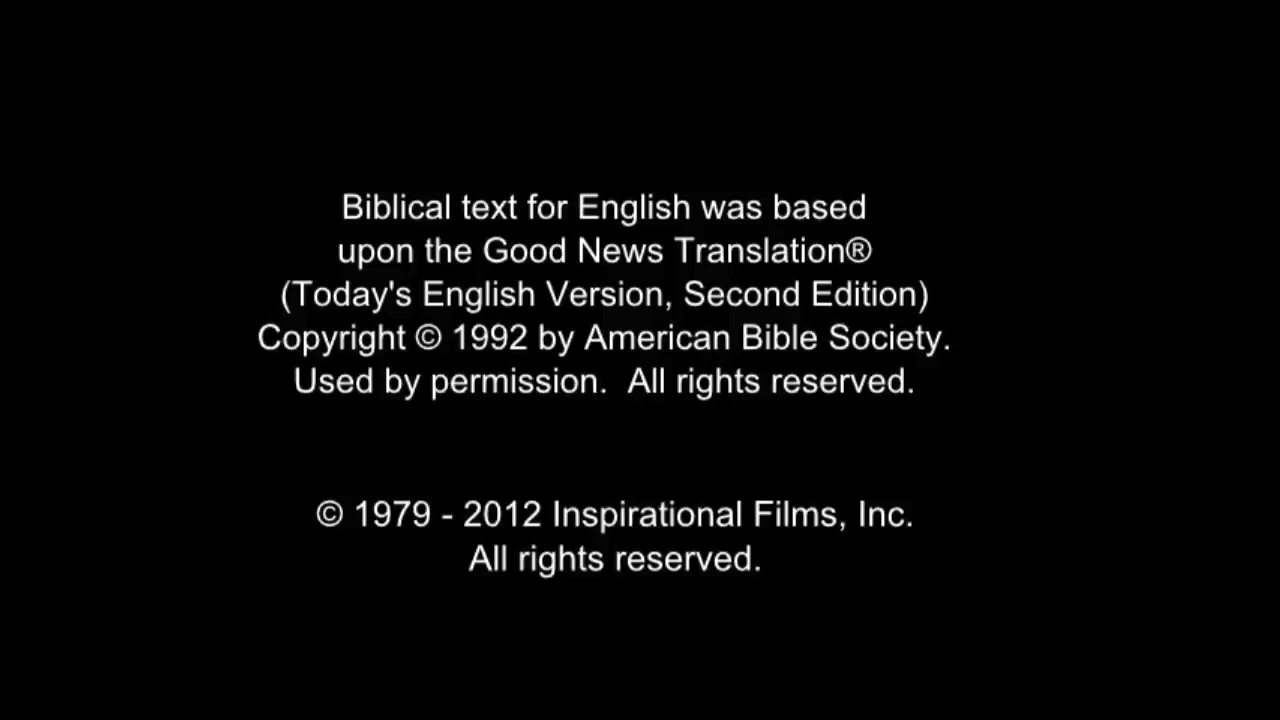 Biblical text for English was based
upon the Good News Translation®
(Today's English Version, Second Edition)
Copyright © 1992 by American Bible Society.
Used by permission.  All rights reserved.
© 1979 - 2012 Inspirational Films, Inc.
All rights reserved.